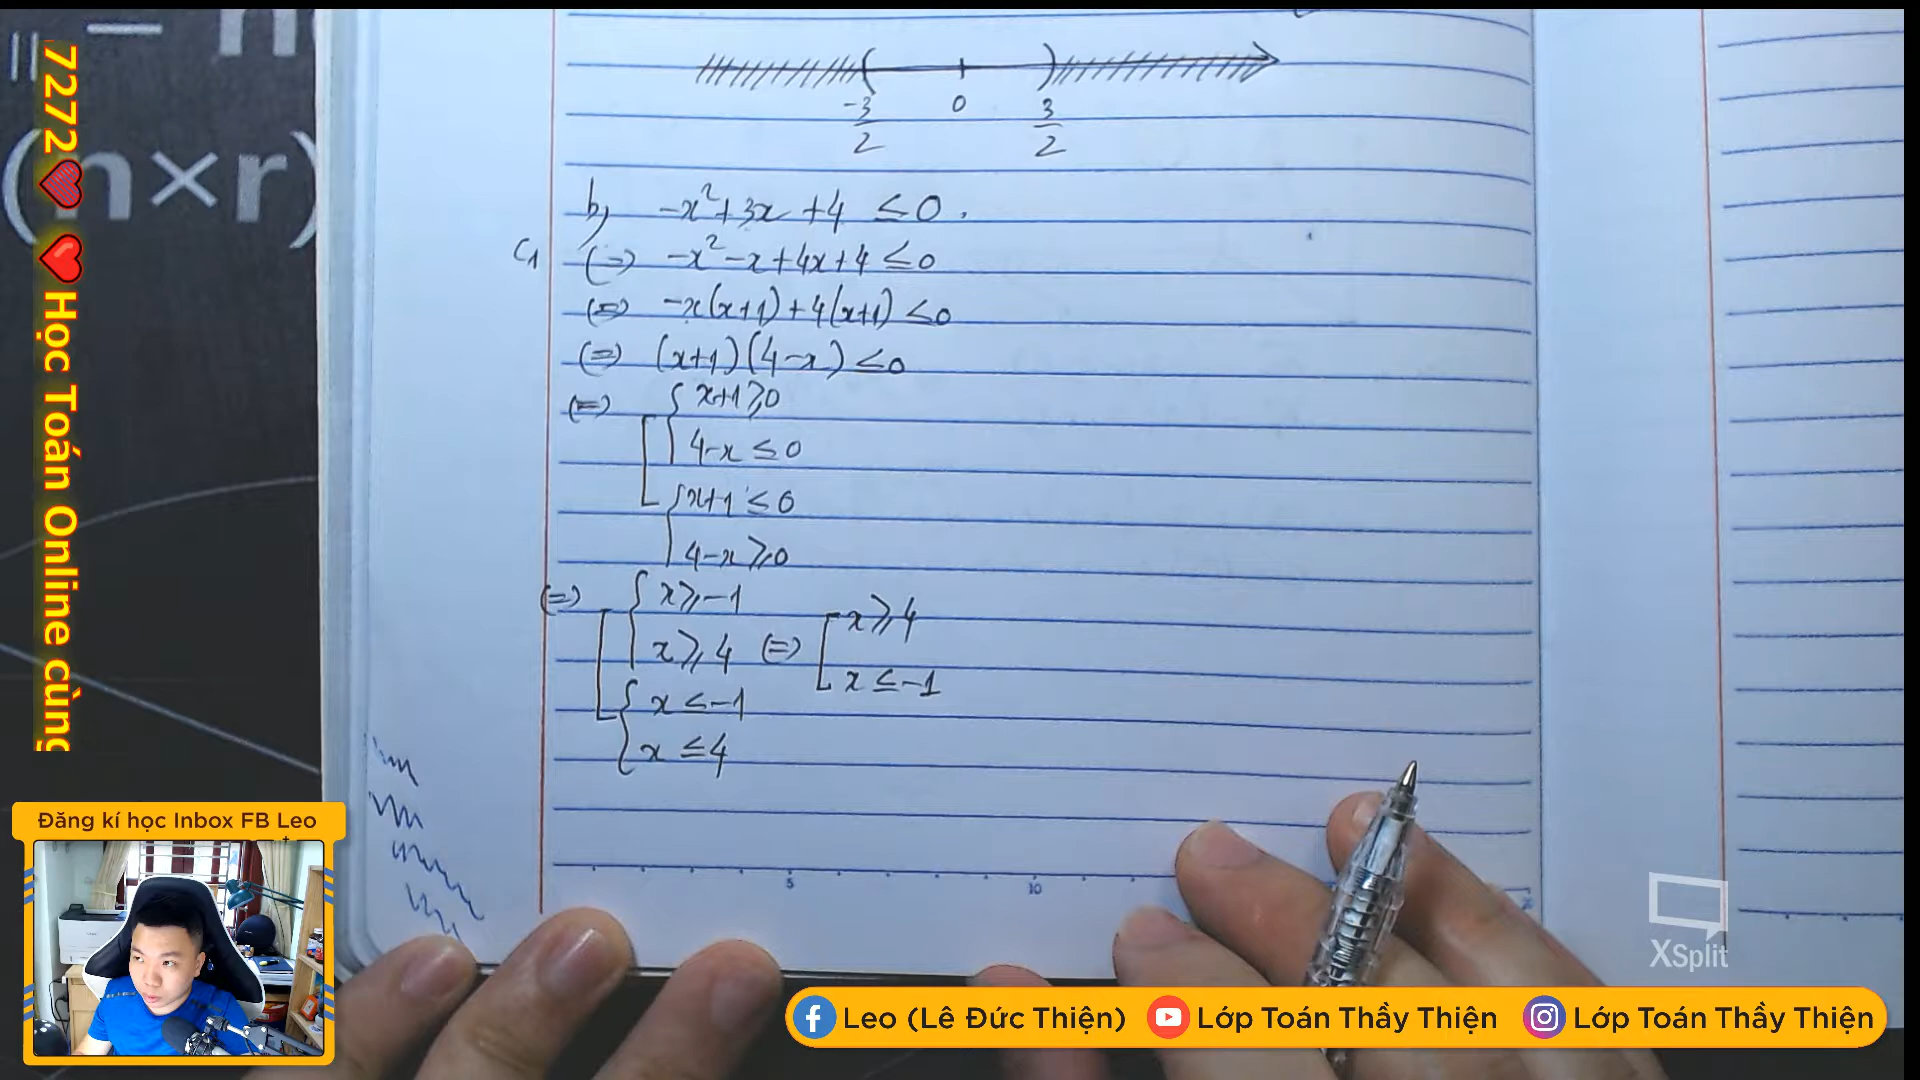 = n
(n×r)
7272❤️ ❤️Học Toán Online cùng
-3/2 0 3/2
b, -x²+3x+4 ≤0.
C1 (=) -x²-x+4x+4 ≤0
(=) -x(x+1)+4(x+1) ≤0
(=) (x+1)(4-x) ≤0
(=) [ { x+1⩾0
4-x ≤0
{ x+1 ≤0
4-x⩾0
(=) [ { x⩾-1
x⩾4 (=) [ x⩾4
x ≤-1
{ x ≤-1
x ≤4
5 10
Đăng kí học Inbox FB Leo
XSplit
Leo (Lê Đức Thiện) Lớp Toán Thầy Thiện Lớp Toán Thầy Thiện